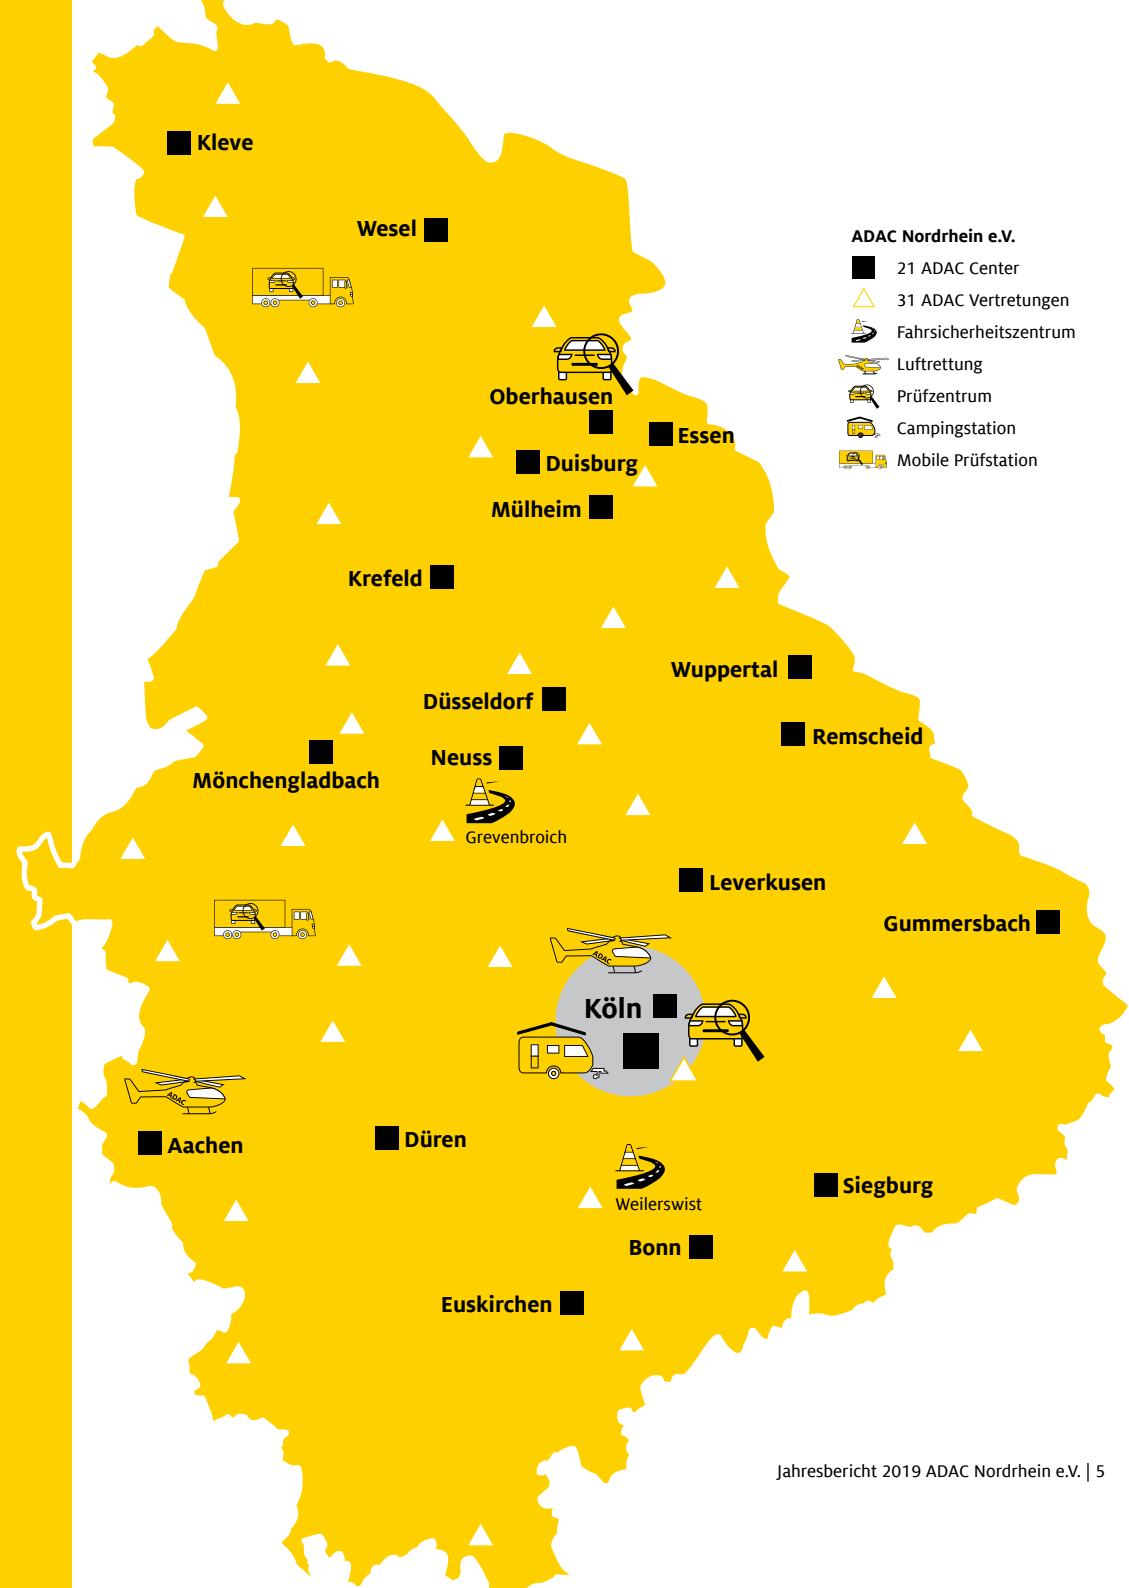 Kleve
Wesel
ADAC Nordrhein e.V.
21 ADAC Center
31 ADAC Vertretungen
Fahrsicherheitszentrum
Luftrettung
Prüfzentrum
Campingstation
Mobile Prüfstation
Oberhausen
Essen
Duisburg
Mülheim
Krefeld
Wuppertal
Düsseldorf
Remscheid
Neuss
Mönchengladbach
Grevenbroich
Leverkusen
Gummersbach
ADAC
Köln
ADAC
Aachen
Düren
Siegburg
Weilerswist
Bonn
Euskirchen
Jahresbericht 2019 ADAC Nordrhein e.V. | 5